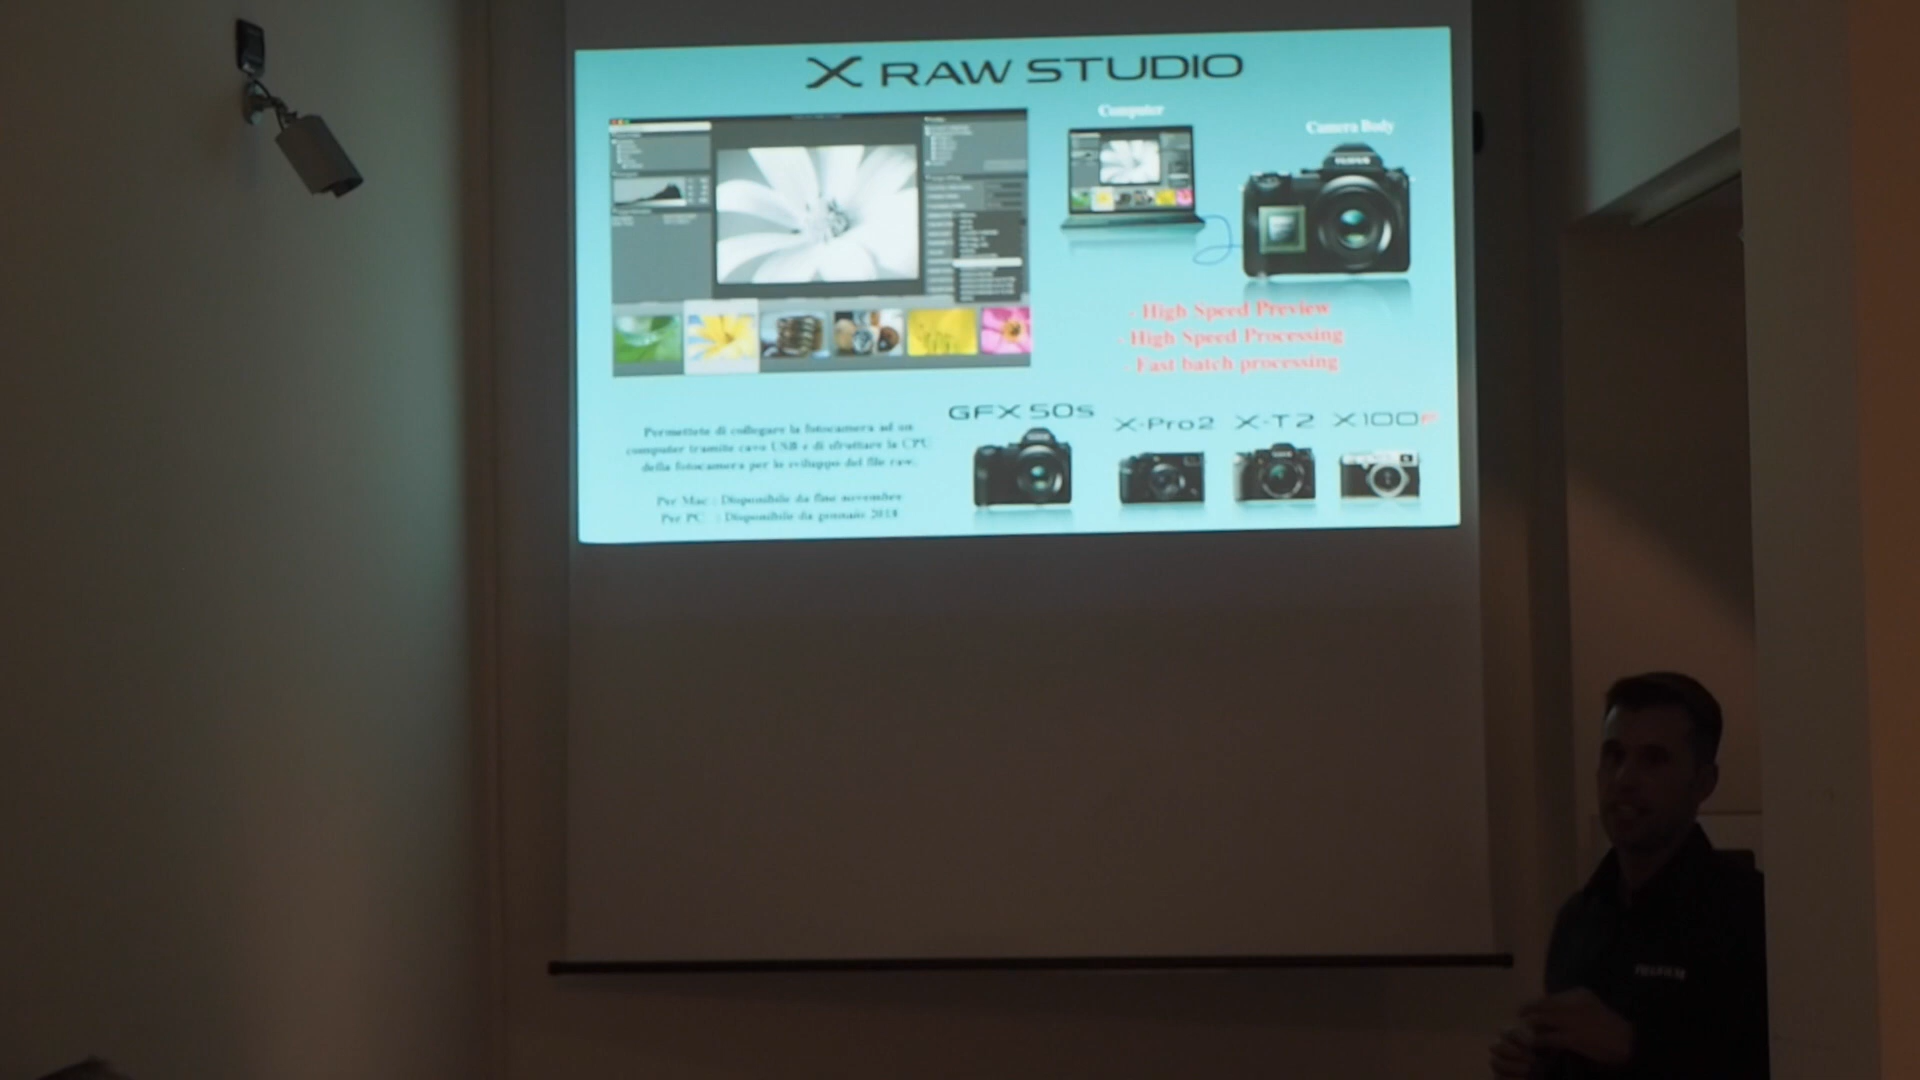 X RAW STUDIO
Computer
Camera Body
- High Speed Preview
- High Speed Processing
- Fast batch processing
GFX 50s
X-Pro2
X-T2
X100F
Permettete di collegare la fotocamera ad un
computer tramite cavo USB e di sfruttare la CPU
della fotocamera per lo sviluppo del file raw.
Per Mac : Disponibile da fine novembre
Per PC : Disponibile da gennaio 2018
FUJIFILM